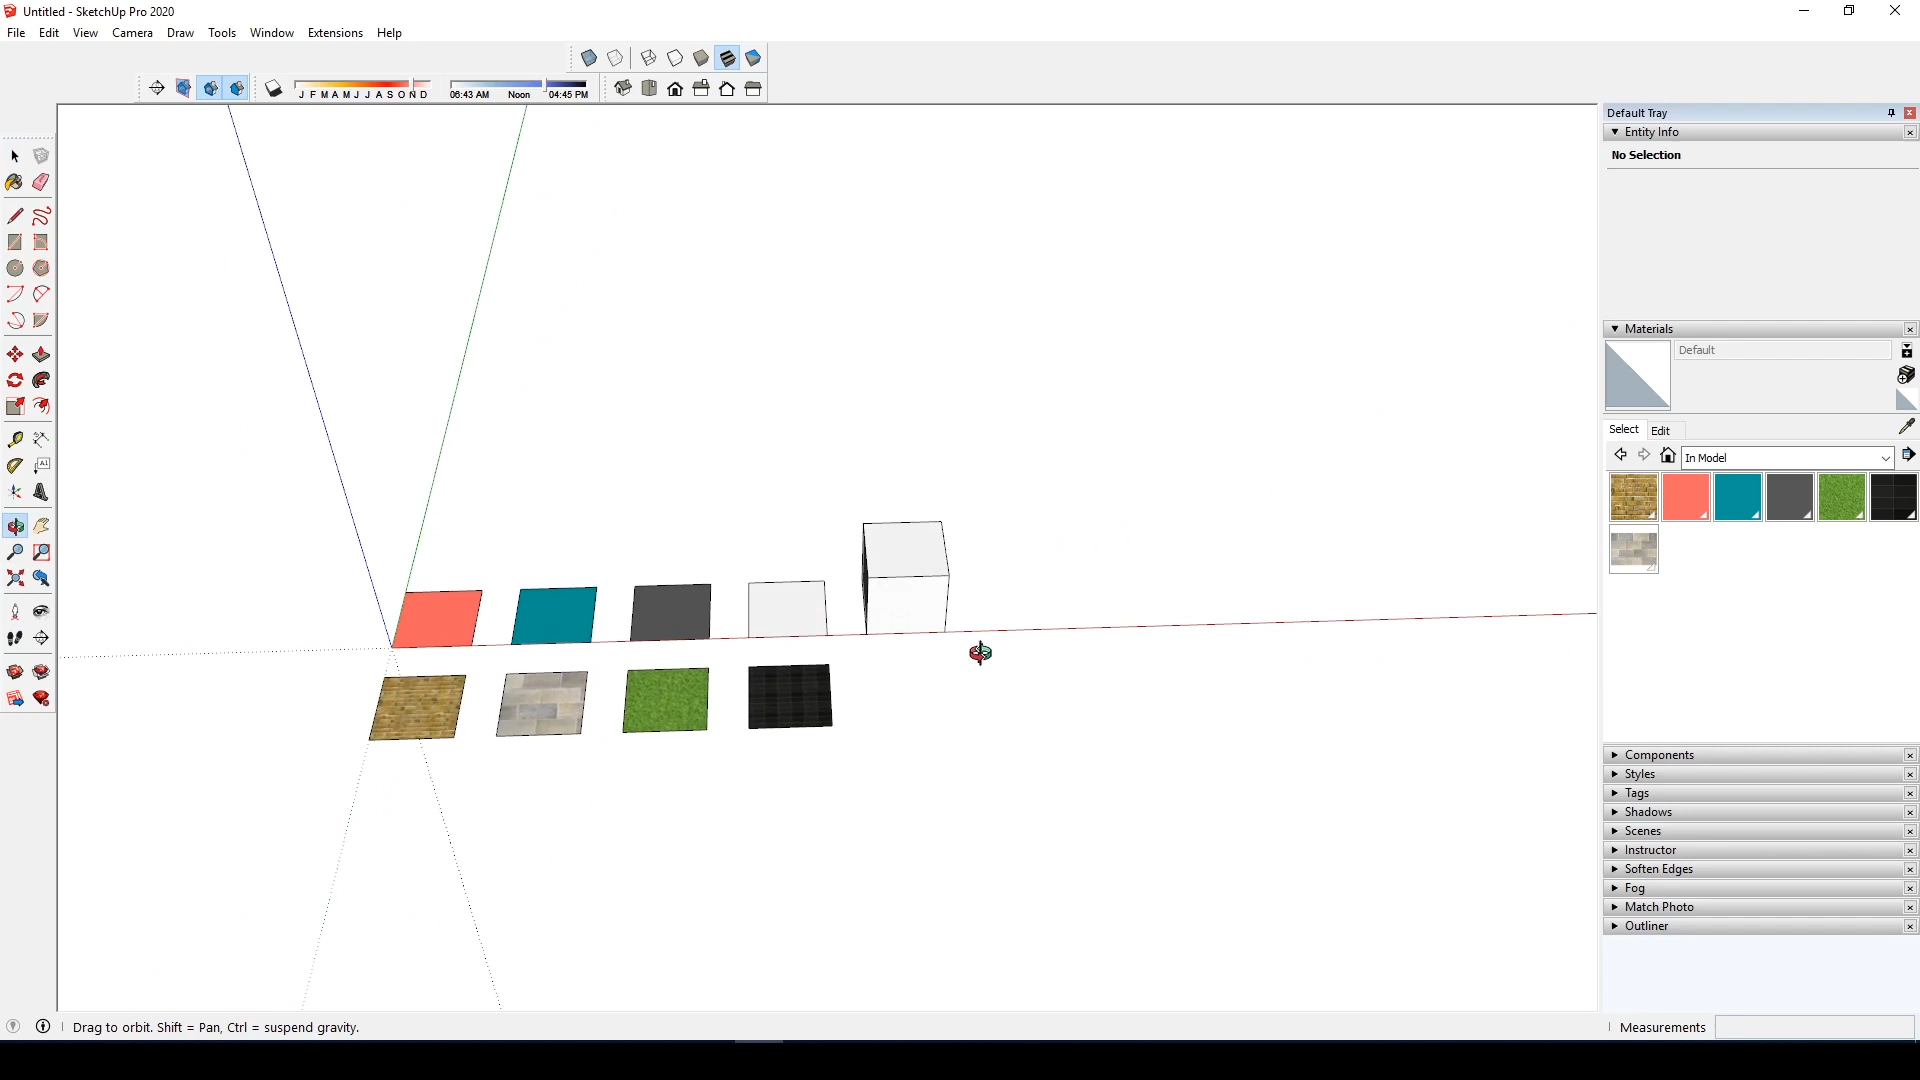 Untitled - SketchUp Pro 2020
File Edit View Camera Draw Tools Window Extensions Help
J F M A M J J A S O N D 06:43 AM Noon 04:45 PM
Default Tray
Entity Info
No Selection
Materials
Default
Select Edit
In Model
A1
Components
Styles
Tags
Shadows
Scenes
Instructor
Soften Edges
Fog
Match Photo
Outliner
Drag to orbit. Shift = Pan, Ctrl = suspend gravity.
Measurements